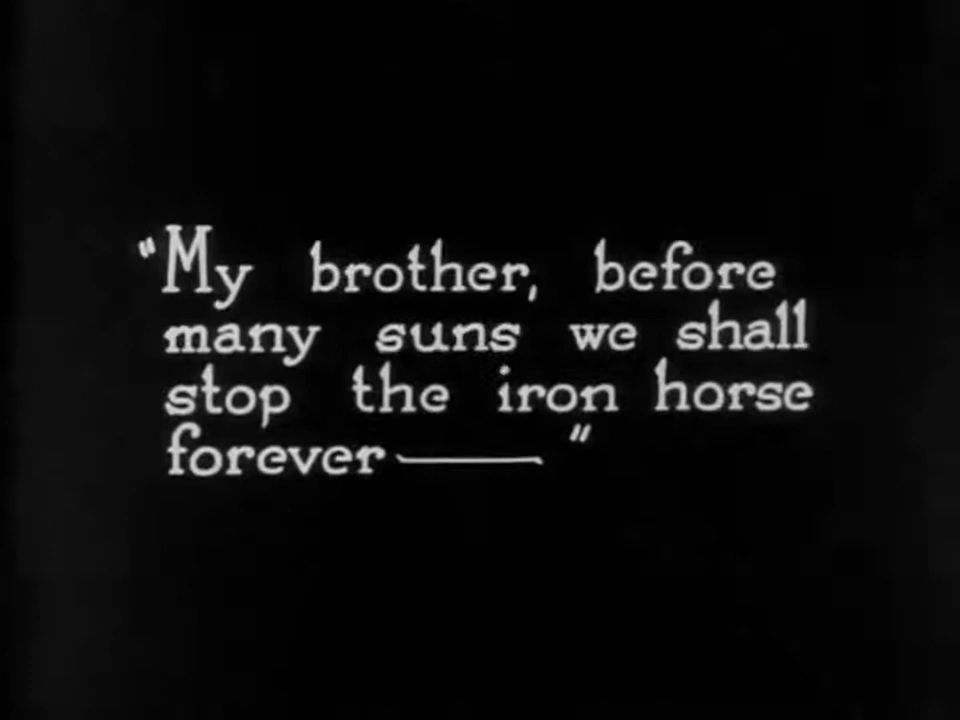 "My brother, before
many suns we shall
stop the iron horse
forever——"